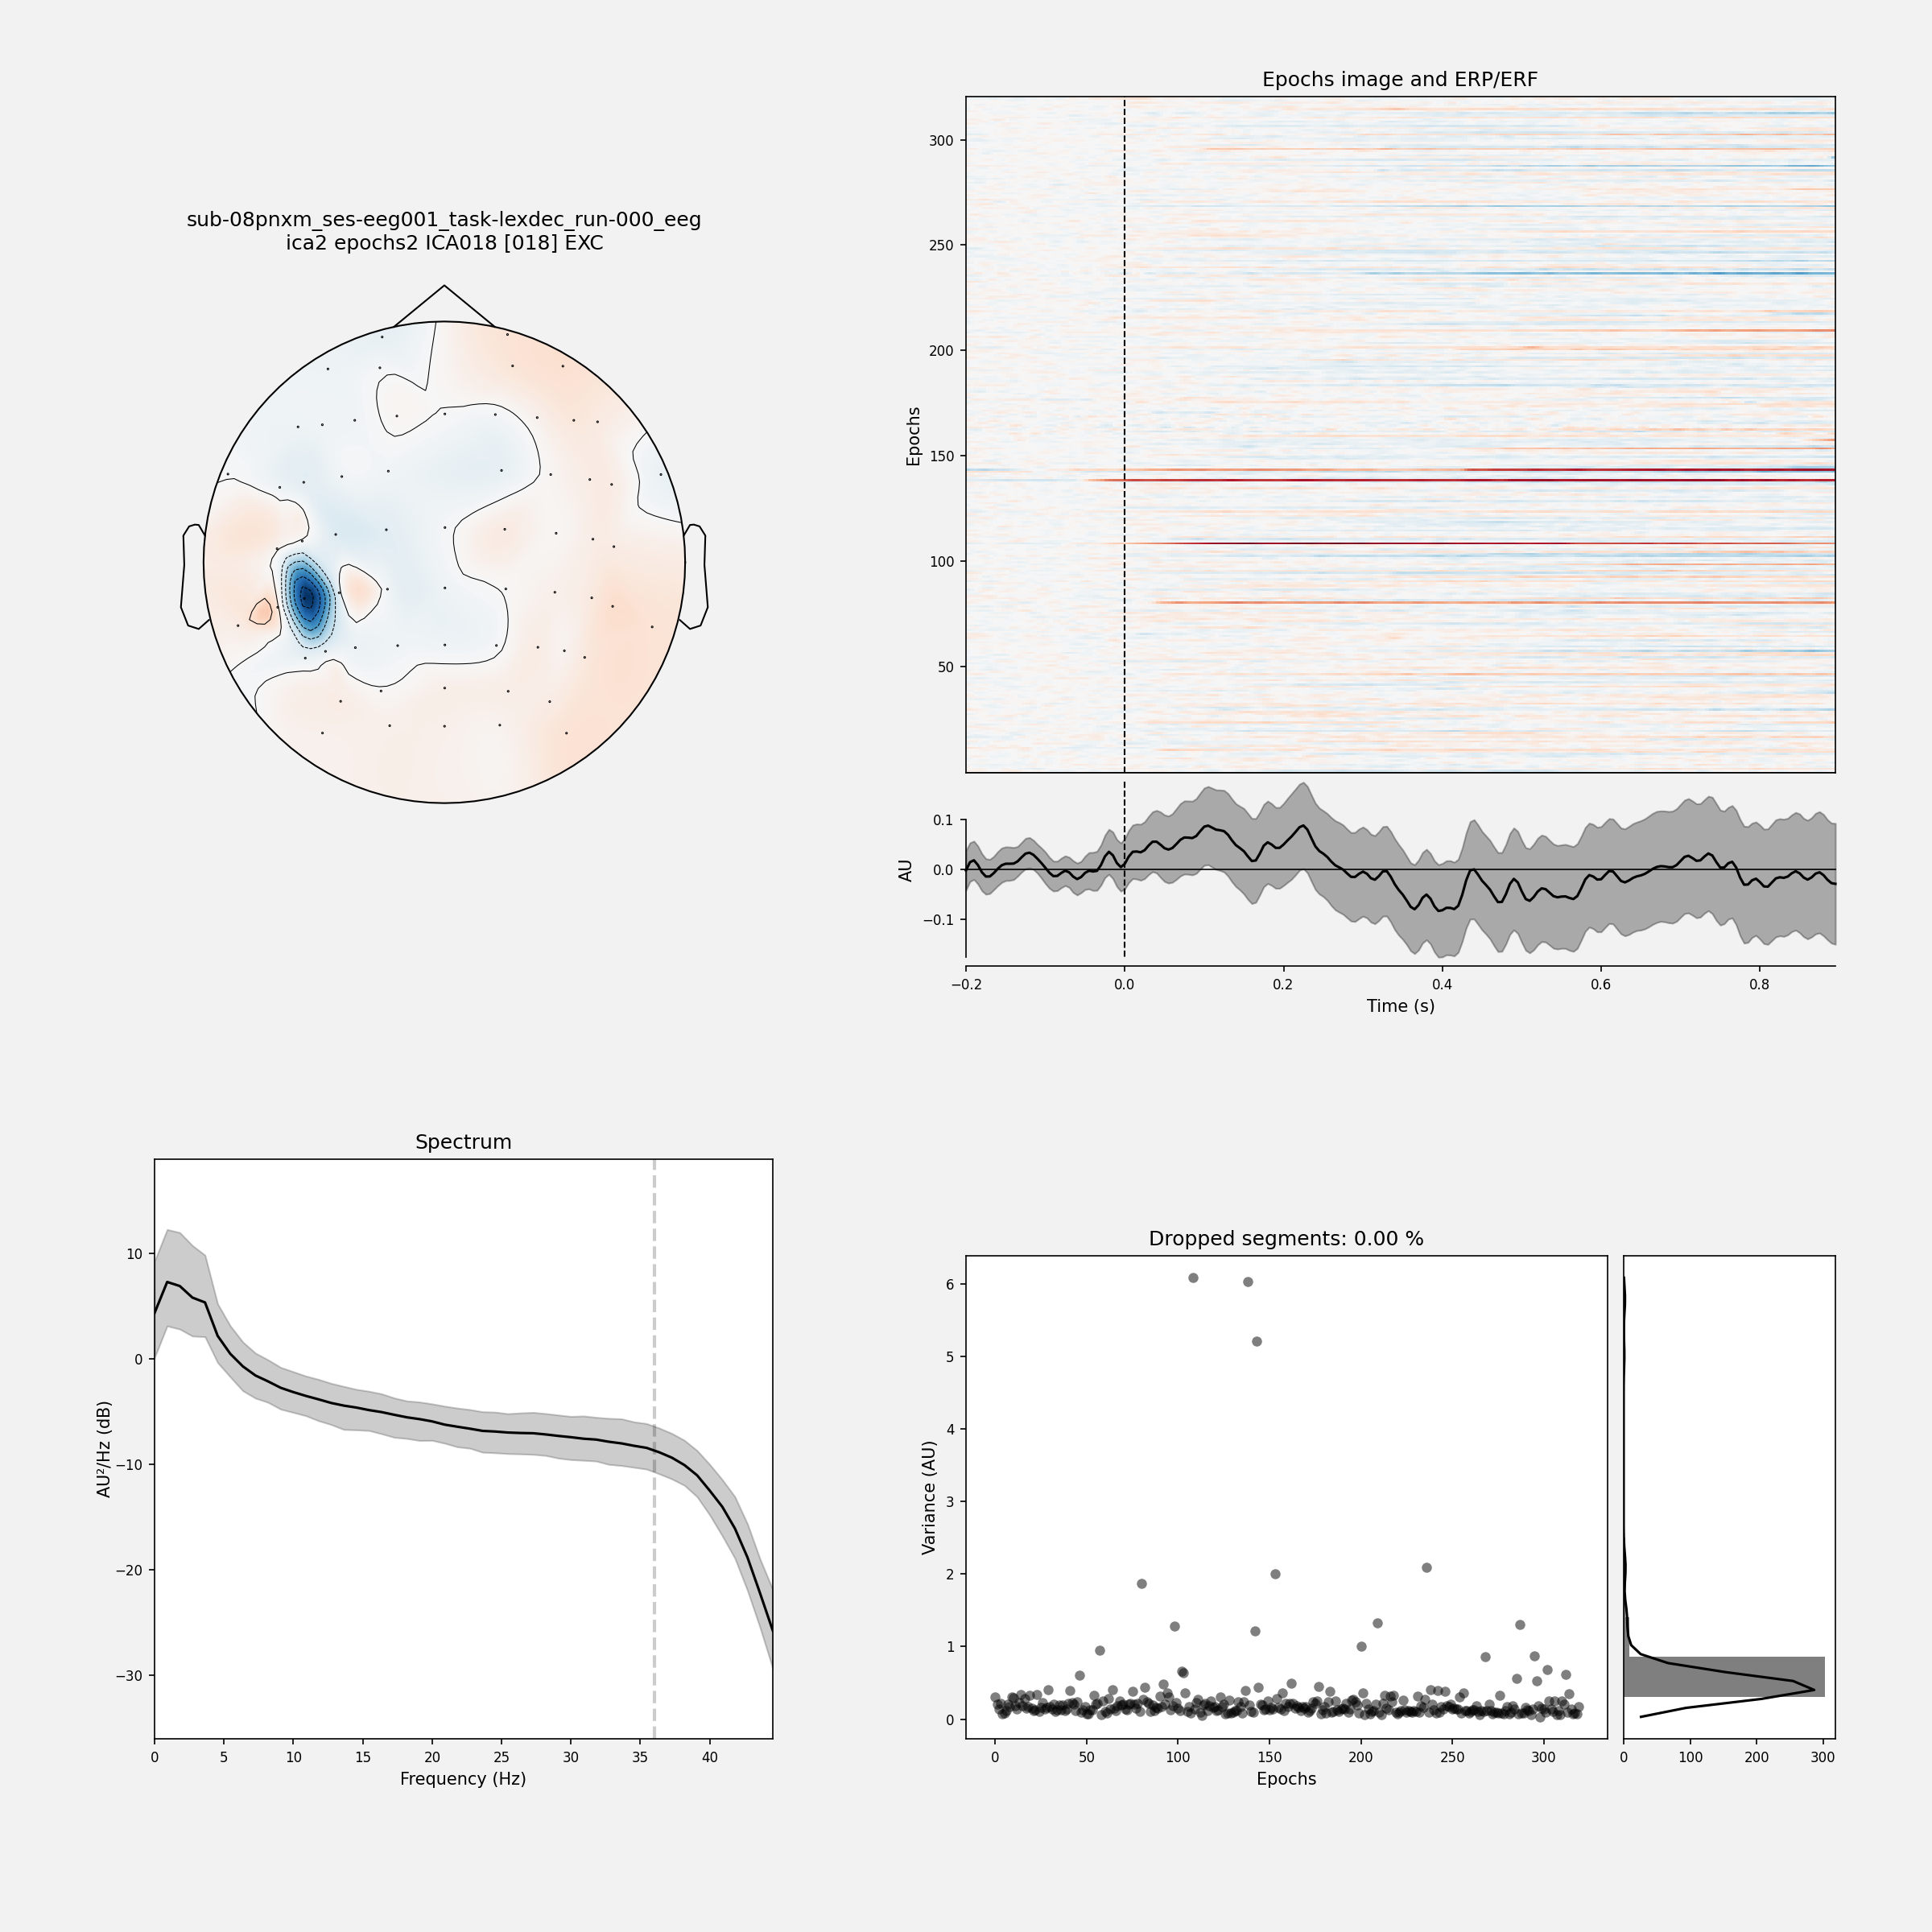 sub-08pnxm_ses-eeg001_task-lexdec_run-000_eeg
ica2 epochs2 ICA018 [018] EXC
Epochs image and ERP/ERF
300
250
200
150
100
50
Epochs
0.1
0.0
−0.1
AU
−0.2 0.0 0.2 0.4 0.6 0.8
Time (s)
Spectrum
10
0
−10
−20
−30
AU²/Hz (dB)
0 5 10 15 20 25 30 35 40
Frequency (Hz)
Dropped segments: 0.00 %
6
5
4
3
2
1
0
Variance (AU)
0 50 100 150 200 250 300
Epochs
0 100 200 300